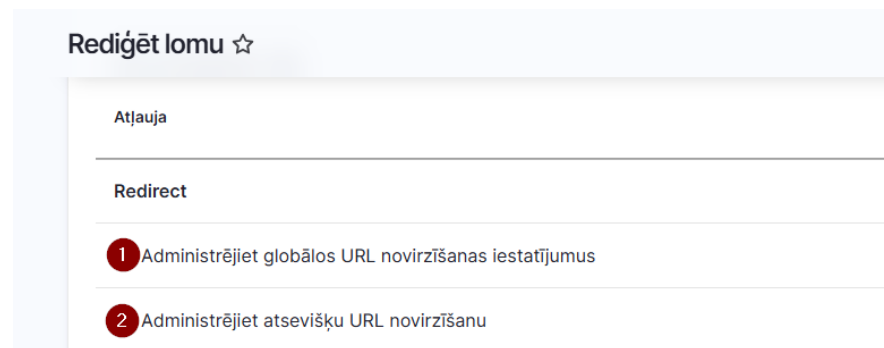 Rediģēt lomu
Atļauja
Redirect
1 Administrējiet globālos URL novirzīšanas iestatījumus
2 Administrējiet atsevišķu URL novirzīšanu